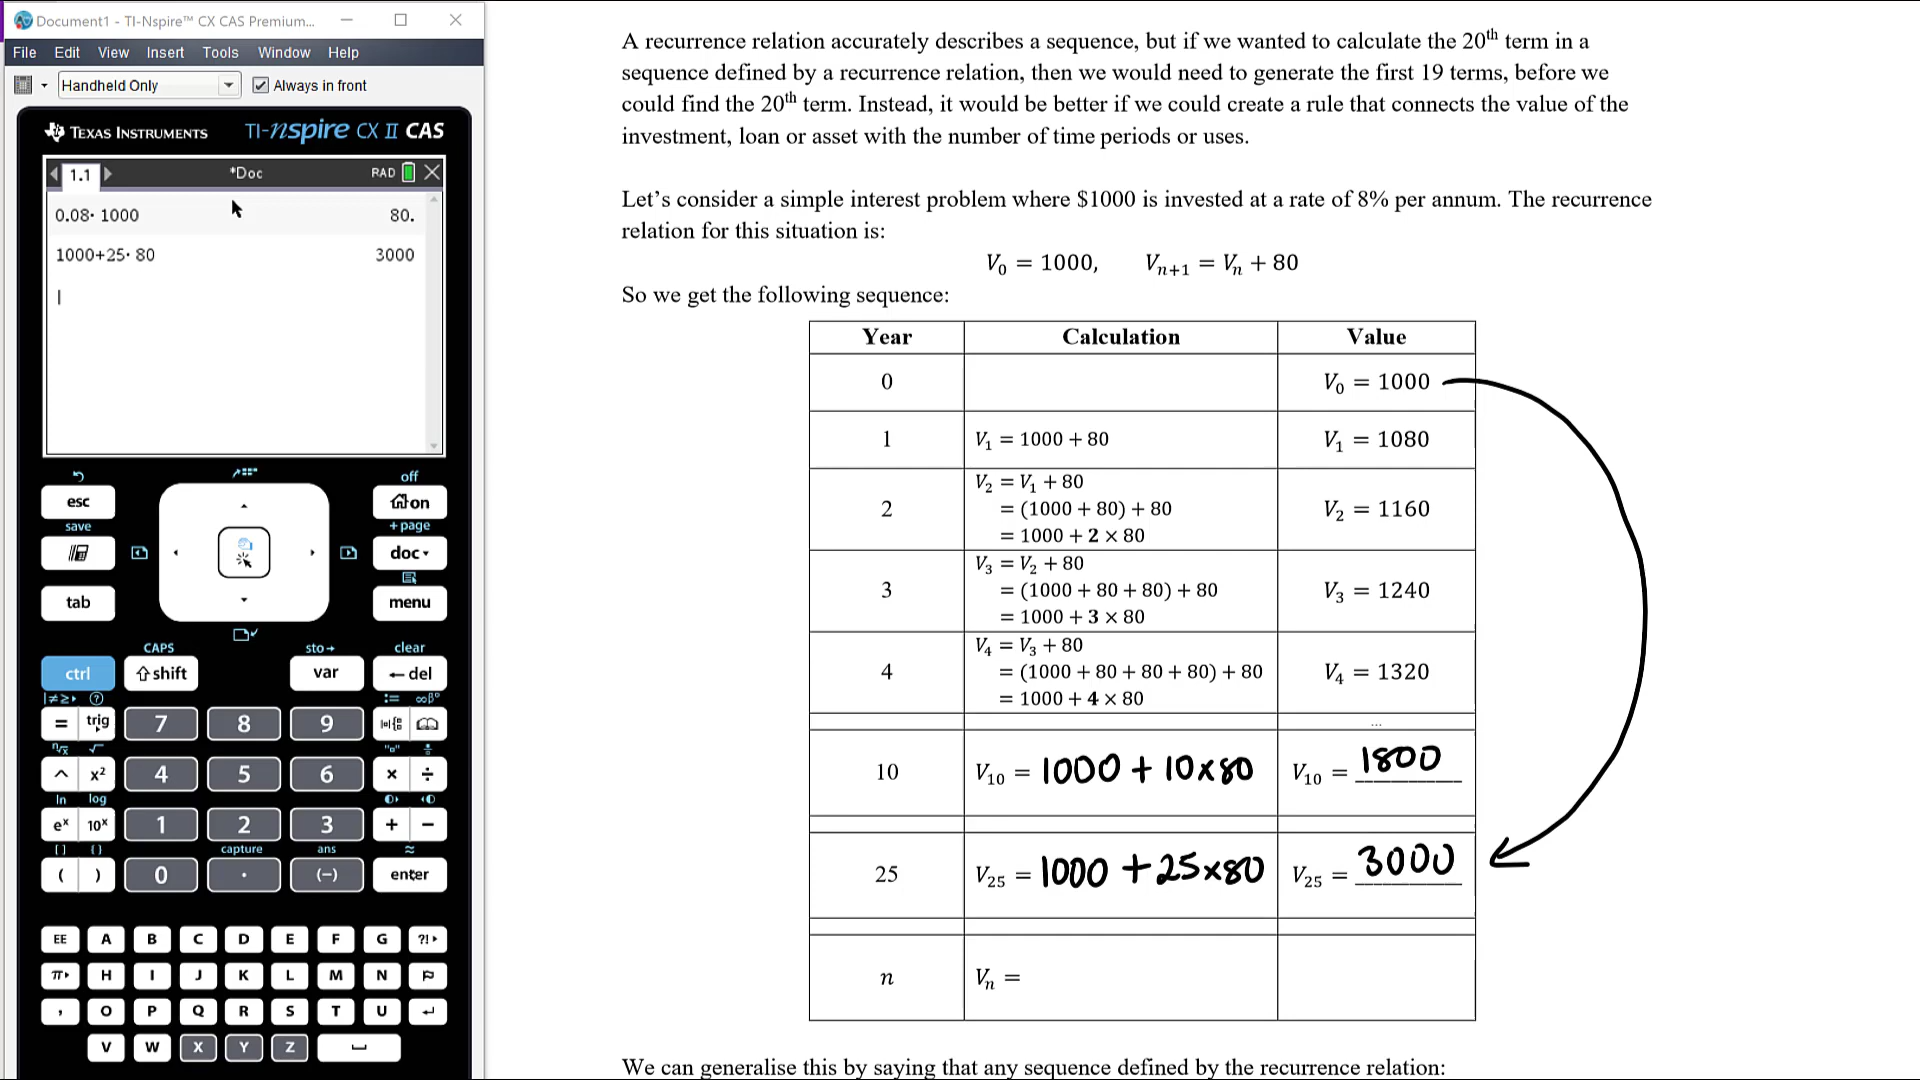 Document1 - TI-Nspire™ CX CAS Premium...
File Edit View Insert Tools Window Help
Handheld Only Always in front
TEXAS INSTRUMENTS TI-nspire CX II CAS
1.1 *Doc RAD
0.08·1000 80.
1000+25·80 3000
off
esc on
save + page
doc
tab menu
CAPS sto→ clear
ctrl shift var ←del
|≠≥▸ ? := ∞β°
= trig 7 8 9
n√x √ "□" ÷
^ x² 4 5 6 × ÷
ln log
eˣ 10ˣ 1 2 3 + −
[ ] { } capture ans ≈
( ) 0 . (−) enter
EE A B C D E F G ?!▸
π▸ H I J K L M N
, O P Q R S T U
V W X Y Z
A recurrence relation accurately describes a sequence, but if we wanted to calculate the 20th term in a
sequence defined by a recurrence relation, then we would need to generate the first 19 terms, before we
could find the 20th term. Instead, it would be better if we could create a rule that connects the value of the
investment, loan or asset with the number of time periods or uses.
Let’s consider a simple interest problem where $1000 is invested at a rate of 8% per annum. The recurrence
relation for this situation is:
V₀ = 1000, Vₙ₊₁ = Vₙ + 80
So we get the following sequence:
Year Calculation Value
0 V₀ = 1000
1 V₁ = 1000 + 80 V₁ = 1080
V₂ = V₁ + 80
2 = (1000 + 80) + 80 V₂ = 1160
= 1000 + 2 × 80
V₃ = V₂ + 80
3 = (1000 + 80 + 80) + 80 V₃ = 1240
= 1000 + 3 × 80
V₄ = V₃ + 80
4 = (1000 + 80 + 80 + 80) + 80 V₄ = 1320
= 1000 + 4 × 80
...
10 V₁₀ = 1000 + 10×80 V₁₀ = 1800
25 V₂₅ = 1000 + 25×80 V₂₅ = 3000
n Vₙ =
We can generalise this by saying that any sequence defined by the recurrence relation: